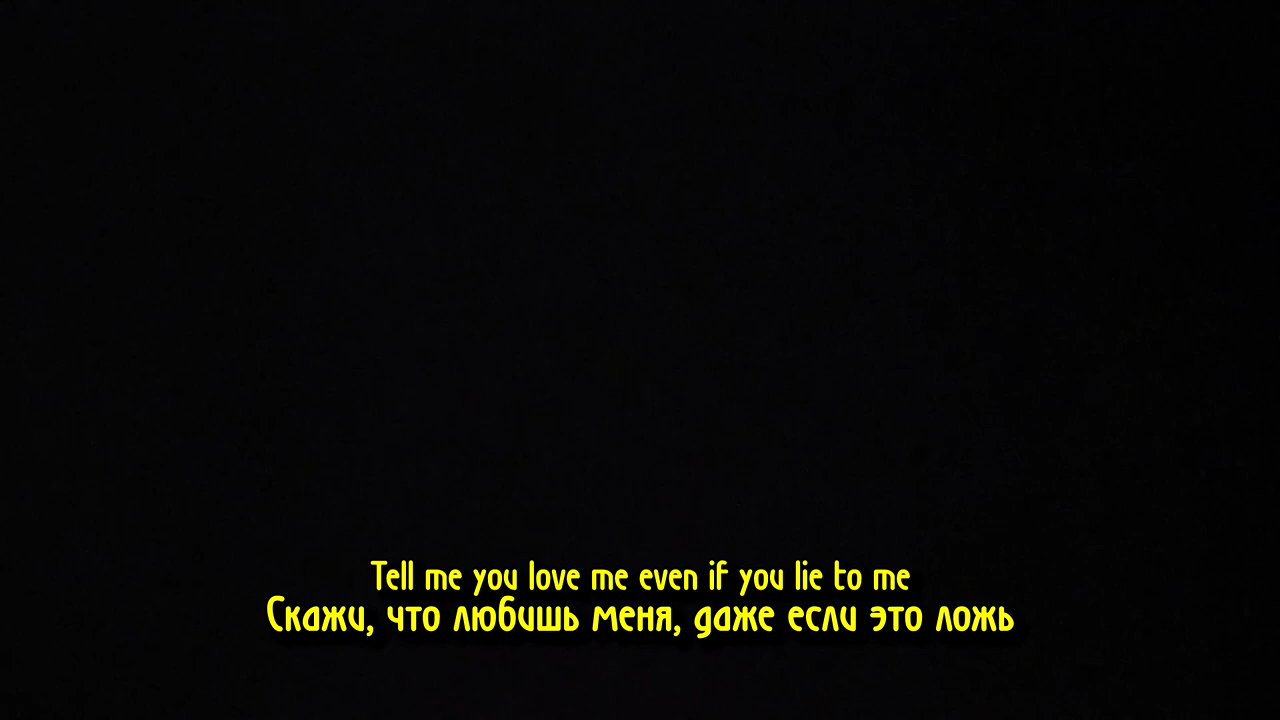 Tell me you love me even if you lie to me
Скажи, что любишь меня, даже если это ложь